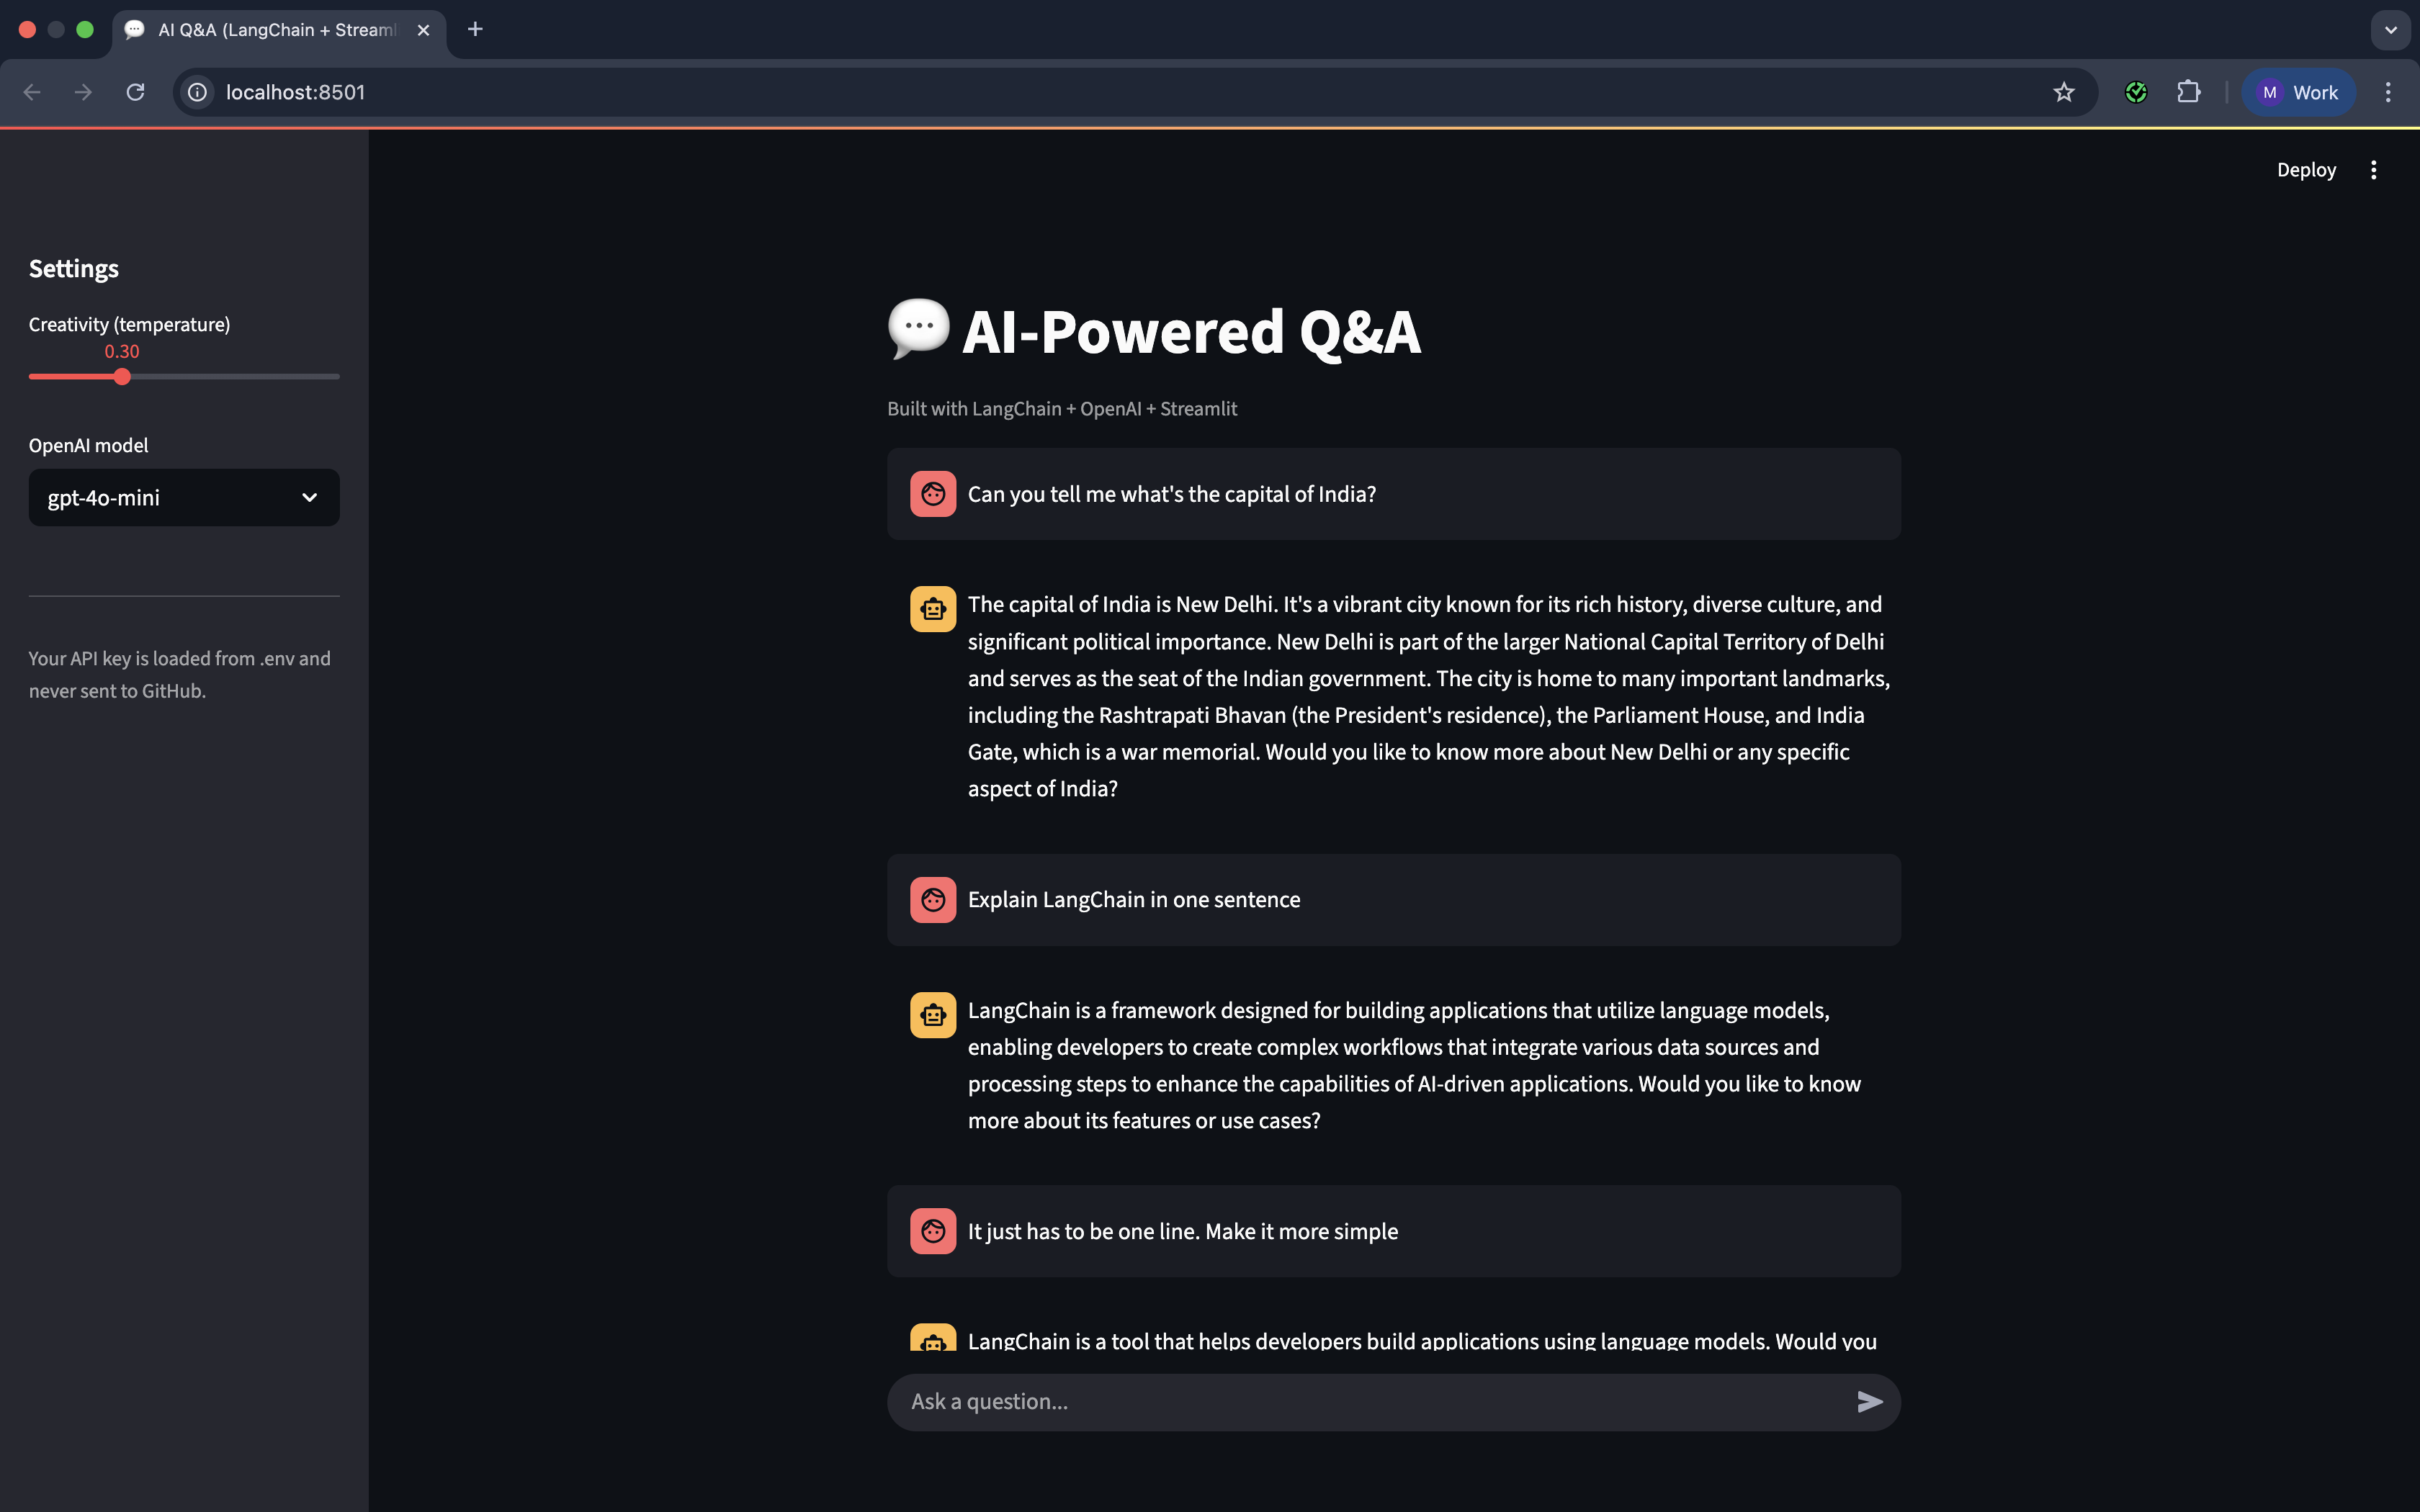 AI Q&A (LangChain + Streaml
localhost:8501
M Work
Deploy
Settings
Creativity (temperature)
0.30
OpenAI model
gpt-4o-mini
Your API key is loaded from .env and
never sent to GitHub.
AI-Powered Q&A
Built with LangChain + OpenAI + Streamlit
Can you tell me what's the capital of India?
The capital of India is New Delhi. It's a vibrant city known for its rich history, diverse culture, and
significant political importance. New Delhi is part of the larger National Capital Territory of Delhi
and serves as the seat of the Indian government. The city is home to many important landmarks,
including the Rashtrapati Bhavan (the President's residence), the Parliament House, and India
Gate, which is a war memorial. Would you like to know more about New Delhi or any specific
aspect of India?
Explain LangChain in one sentence
LangChain is a framework designed for building applications that utilize language models,
enabling developers to create complex workflows that integrate various data sources and
processing steps to enhance the capabilities of AI-driven applications. Would you like to know
more about its features or use cases?
It just has to be one line. Make it more simple
LangChain is a tool that helps developers build applications using language models. Would you
Ask a question...